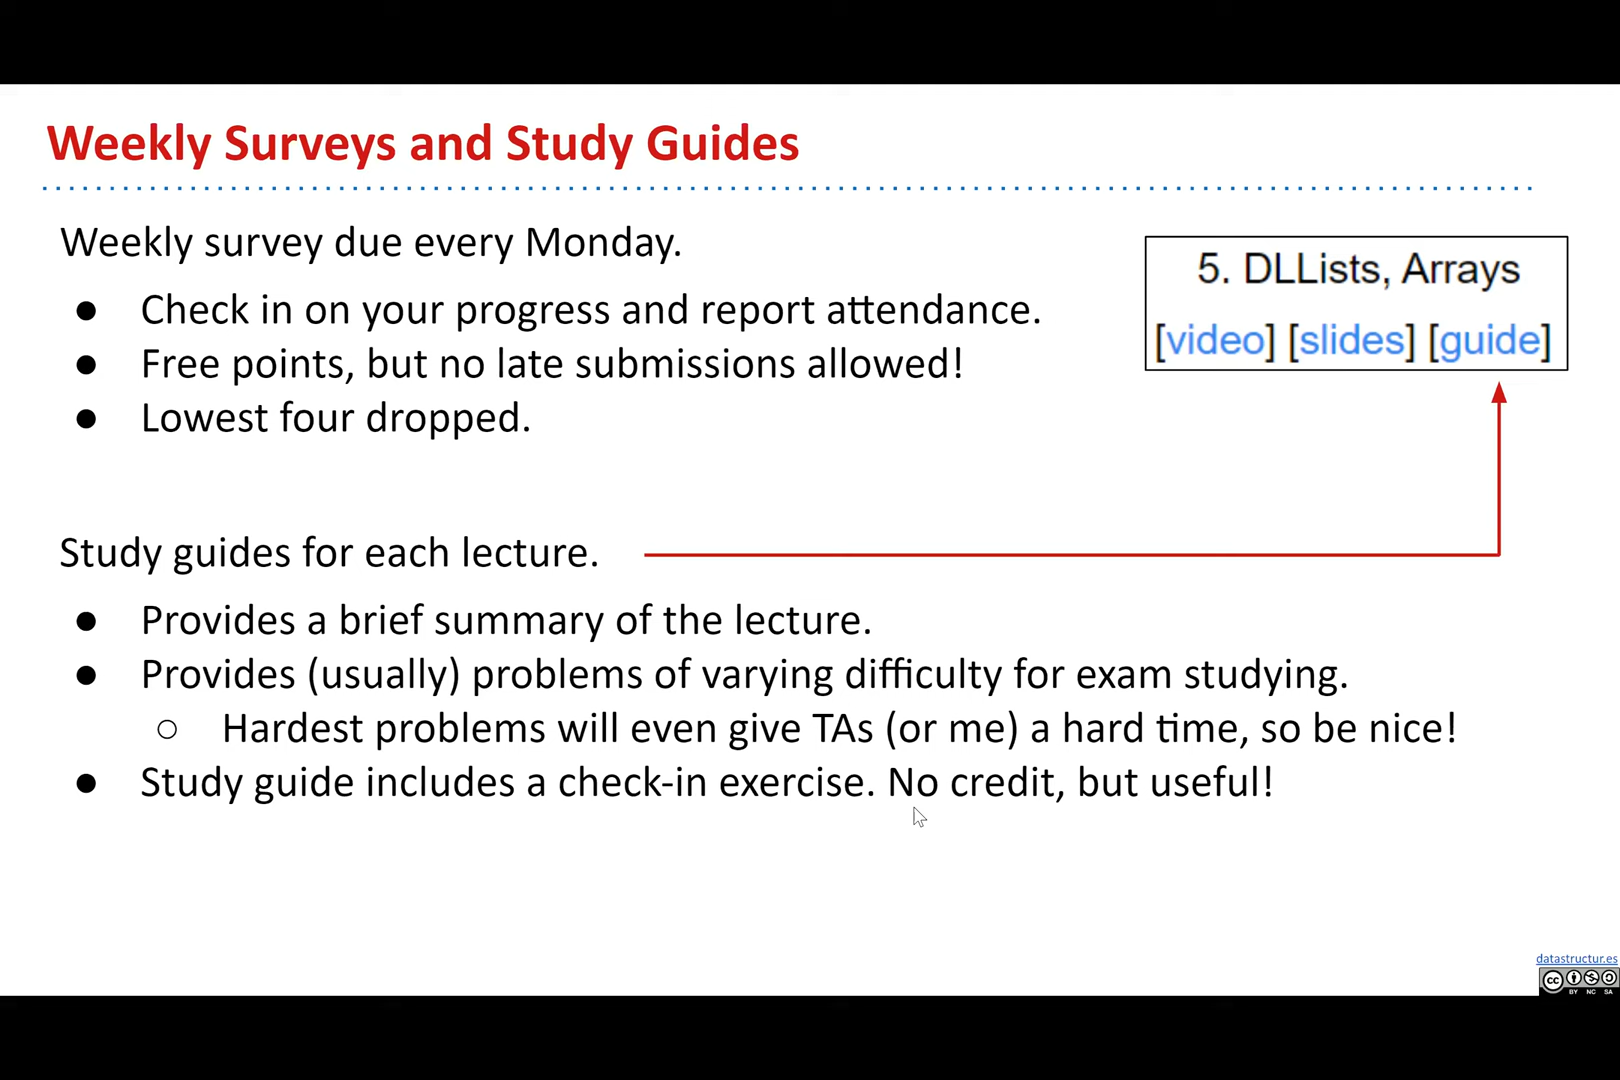 Weekly Surveys and Study Guides
Weekly survey due every Monday.
● Check in on your progress and report attendance.
● Free points, but no late submissions allowed!
● Lowest four dropped.
5. DLLists, Arrays
[video] [slides] [guide]
Study guides for each lecture.
● Provides a brief summary of the lecture.
● Provides (usually) problems of varying difficulty for exam studying.
○ Hardest problems will even give TAs (or me) a hard time, so be nice!
● Study guide includes a check-in exercise. No credit, but useful!
datastructur.es
cc
BY NC SA